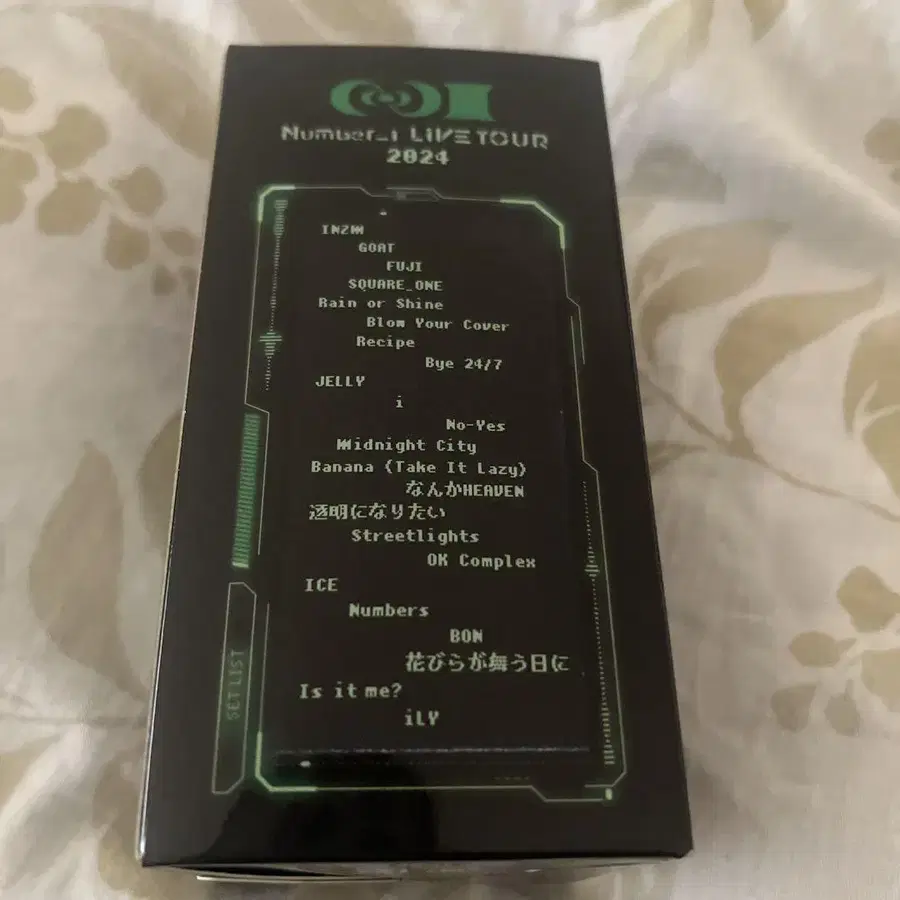 Number_i LIVE TOUR
2024
INZM
GOAT
FUJI
SQUARE_ONE
Rain or Shine
Blow Your Cover
Recipe
Bye 24/7
JELLY
i
No-Yes
Midnight City
Banana (Take It Lazy)
なんかHEAVEN
透明になりたい
Streetlights
OK Complex
ICE
Numbers
BON
花びらが舞う日に
Is it me?
iLY
SET LIST